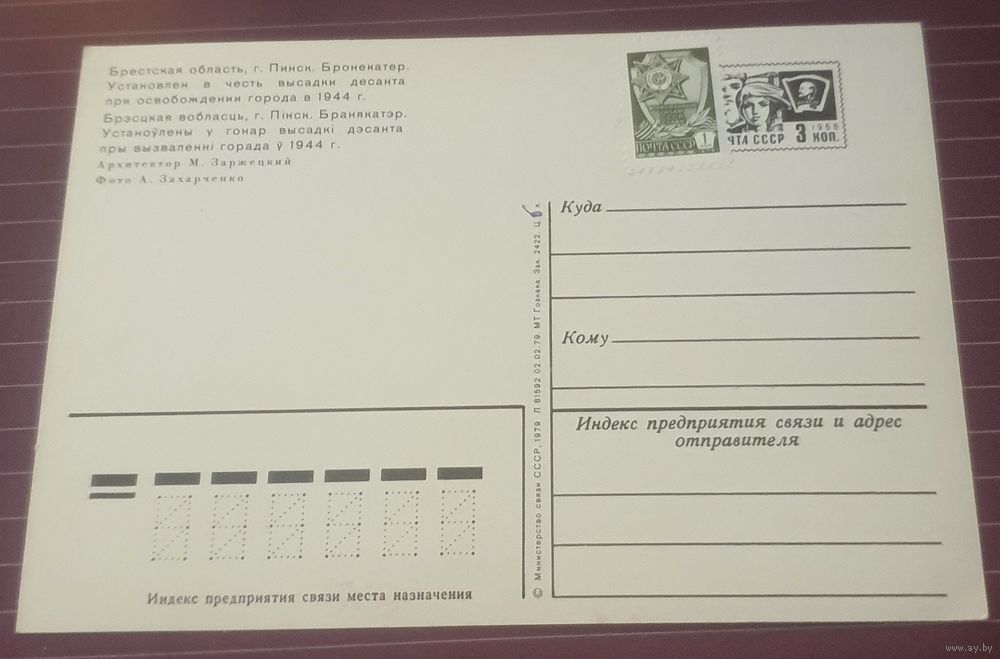 Брестская область, г. Пинск. Бронекатер.
Установлен в честь высадки десанта
при освобождении города в 1944 г.
Брэсцкая вобласць, г. Пінск. Бранякатэр.
Устаноўлены у гонар высадкі дэсанта
пры вызваленні горада ў 1944 г.
Архитектор М. Заржецкий
Фото А. Захарченко
1
ПОЧТА СССР
1966
ЧТА СССР 3 КОП.
Куда
Кому
Индекс предприятия связи и адрес
отправителя
Индекс предприятия связи места назначения
© Министерство связи СССР, 1979 Л 81592 02.02.79. МТ Гознака. Зак. 2422. Ц. к.
www.ay.by